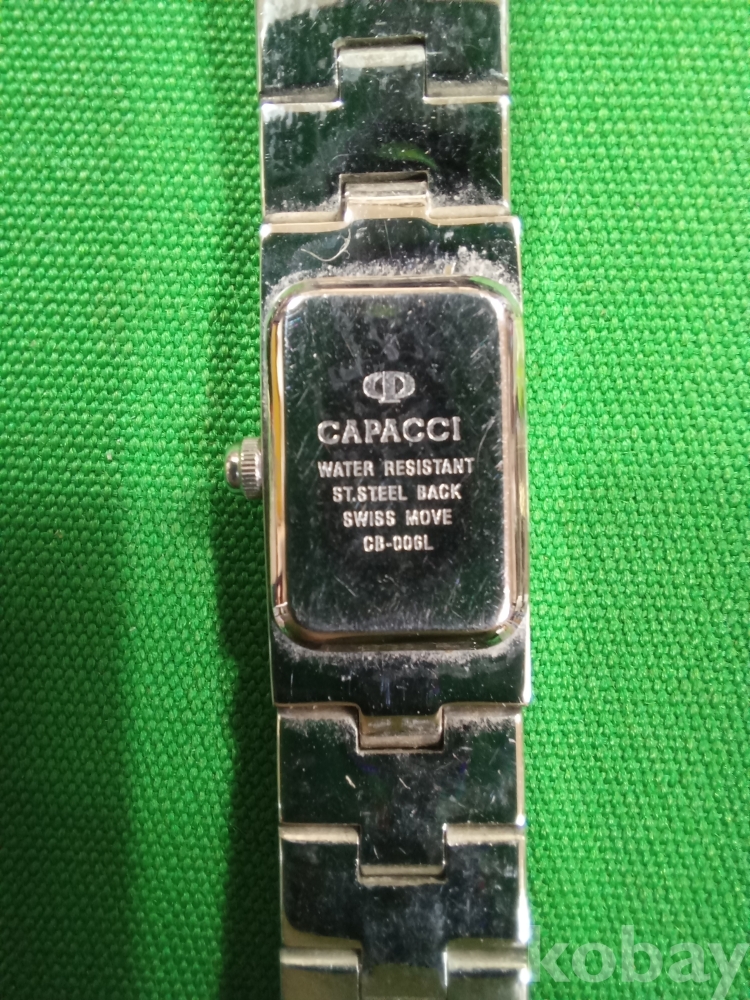 CAPACCI
WATER RESISTANT
ST.STEEL BACK
SWISS MOVE
CB-006L
kobay